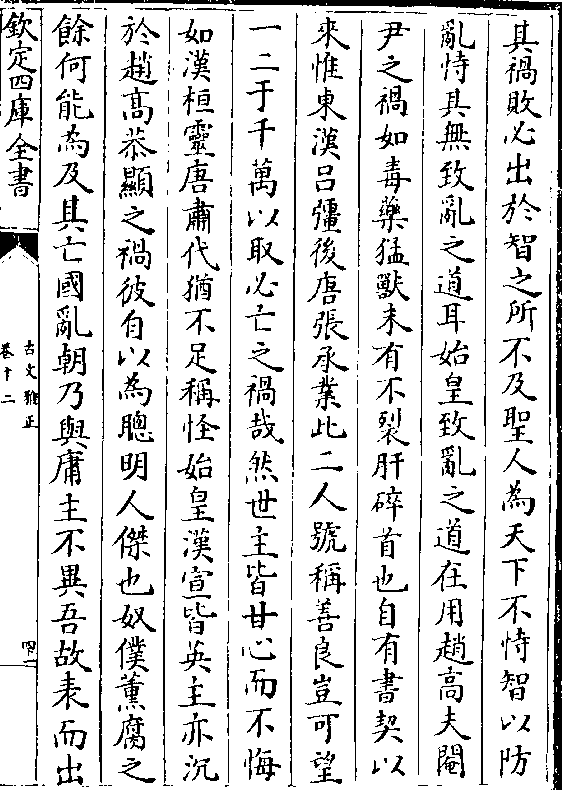 其禍敗必出於智之所不及聖人為天下不恃智以防
亂恃其無致亂之道耳始皇致亂之道在用趙高夫閹
尹之禍如毒藥猛獸未有不裂肝碎首也自有書契以
來惟東漢呂彊後唐張承業此二人號稱善良豈可望
一二于千萬以取必亡之禍哉然世主皆甘心而不悔
如漢桓靈唐肅代猶不足稱怪始皇漢宣皆英主亦沉
於趙高恭顯之禍彼自以為聰明人傑也奴僕薰腐之
餘何能為及其亡國亂朝乃與庸主不異吾故表而出
欽定四庫全書
古文雅正
卷十二